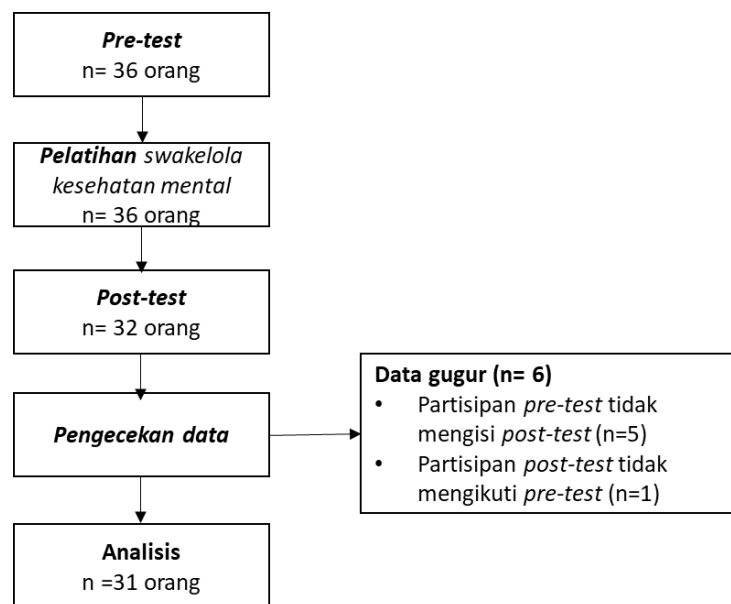 Pre-test
n= 36 orang
Pelatihan swakelola
kesehatan mental
n= 36 orang
Post-test
n= 32 orang
Pengecekan data
Data gugur (n= 6)
• Partisipan pre-test tidak
mengisi post-test (n=5)
• Partisipan post-test tidak
mengikuti pre-test (n=1)
Analisis
n =31 orang